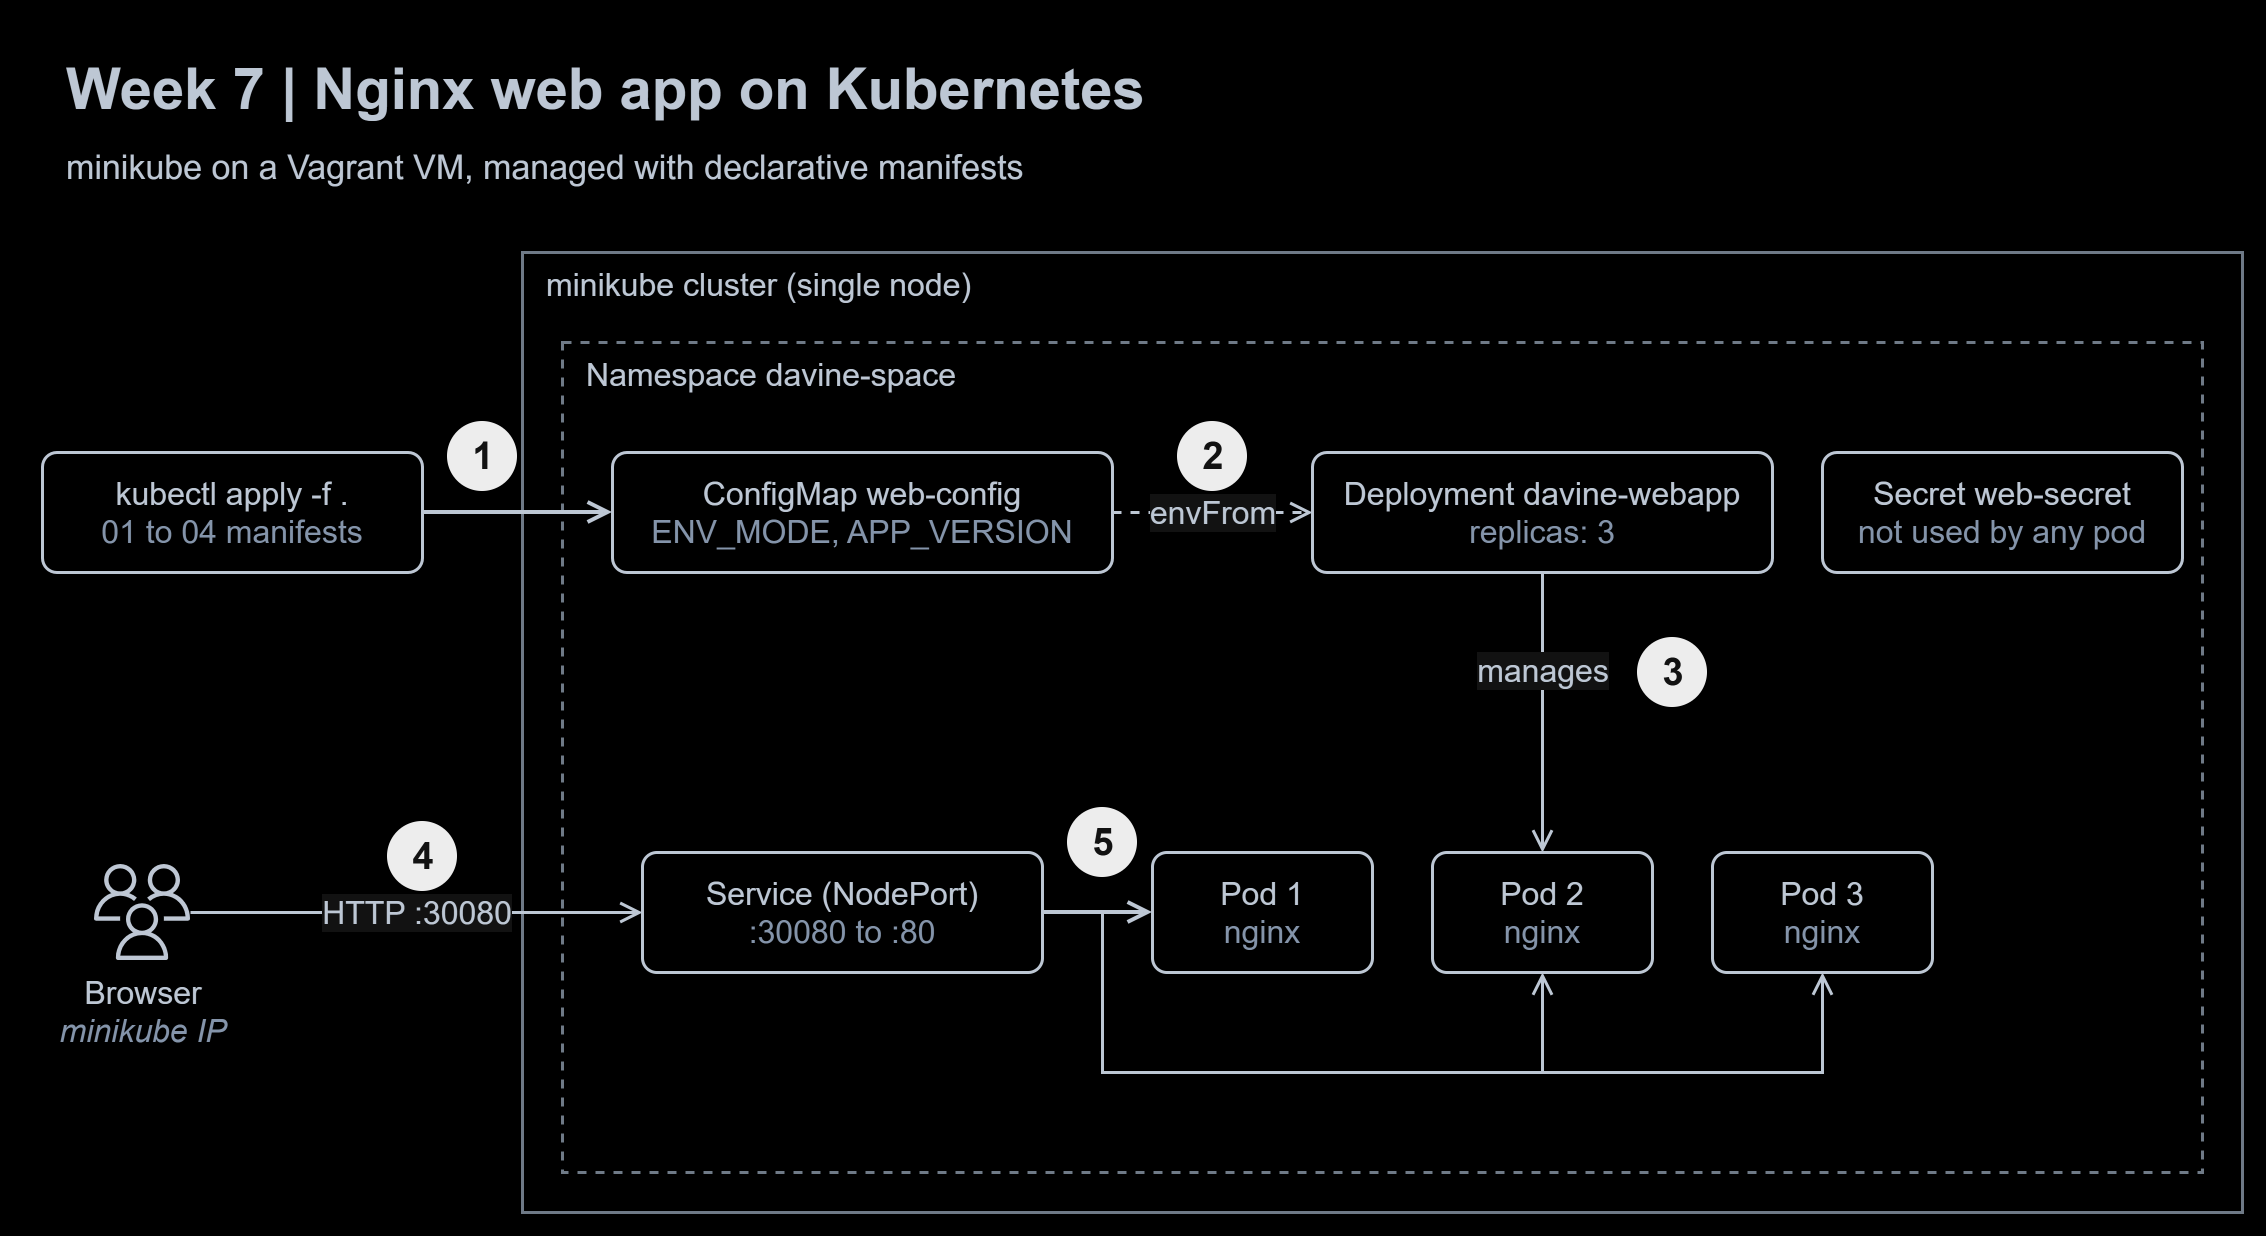 Week 7 | Nginx web app on Kubernetes
minikube on a Vagrant VM, managed with declarative manifests
minikube cluster (single node)
Namespace davine-space
1
kubectl apply -f .
01 to 04 manifests
ConfigMap web-config
ENV_MODE, APP_VERSION
2
envFrom
Deployment davine-webapp
replicas: 3
Secret web-secret
not used by any pod
manages
3
4
HTTP :30080
Browser
minikube IP
Service (NodePort)
:30080 to :80
5
Pod 1
nginx
Pod 2
nginx
Pod 3
nginx